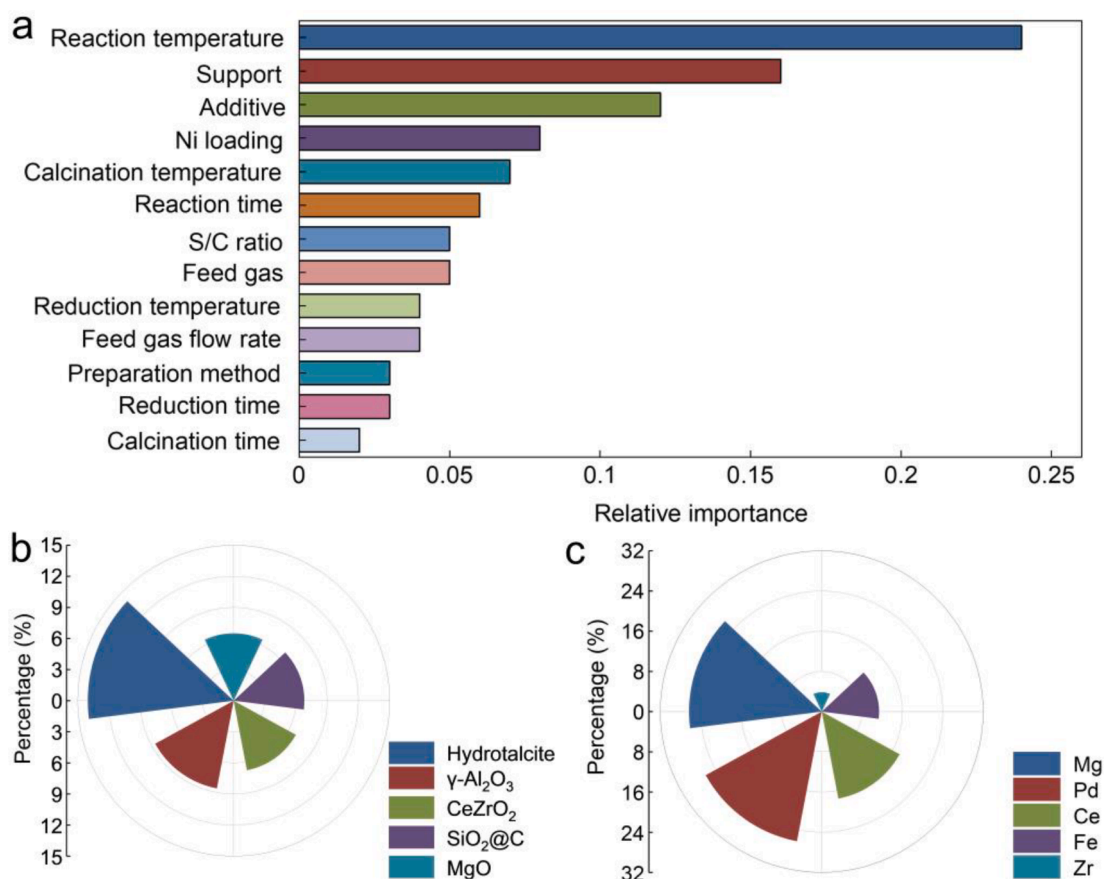 a
Reaction temperature
Support
Additive
Ni loading
Calcination temperature
Reaction time
S/C ratio
Feed gas
Reduction temperature
Feed gas flow rate
Preparation method
Reduction time
Calcination time
0 0.05 0.1 0.15 0.2 0.25
Relative importance
b
Percentage (%)
15
12
9
6
3
0
3
6
9
12
15
Hydrotalcite
γ-Al₂O₃
CeZrO₂
SiO₂@C
MgO
c
Percentage (%)
32
24
16
8
0
8
16
24
32
Mg
Pd
Ce
Fe
Zr